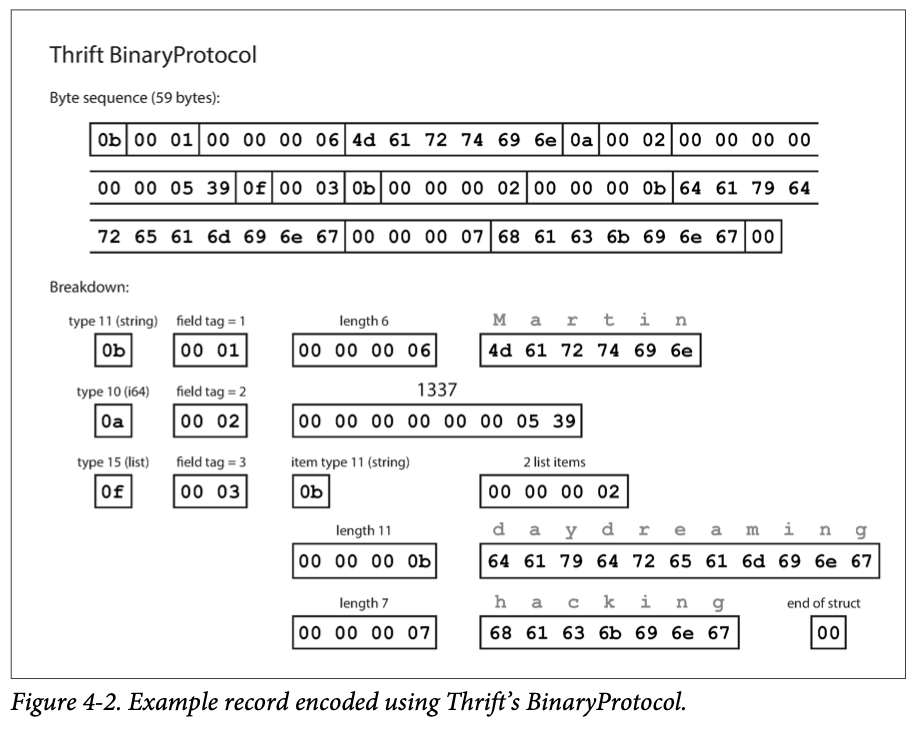 Thrift BinaryProtocol
Byte sequence (59 bytes):
0b 00 01 00 00 00 06 4d 61 72 74 69 6e 0a 00 02 00 00 00 00
00 00 05 39 0f 00 03 0b 00 00 00 02 00 00 00 0b 64 61 79 64
72 65 61 6d 69 6e 67 00 00 00 07 68 61 63 6b 69 6e 67 00
Breakdown:
type 11 (string) field tag = 1 length 6 M a r t i n
0b 00 01 00 00 00 06 4d 61 72 74 69 6e
type 10 (i64) field tag = 2 1337
0a 00 02 00 00 00 00 00 00 05 39
type 15 (list) field tag = 3 item type 11 (string) 2 list items
0f 00 03 0b 00 00 00 02
length 11 d a y d r e a m i n g
00 00 00 0b 64 61 79 64 72 65 61 6d 69 6e 67
length 7 h a c k i n g end of struct
00 00 00 07 68 61 63 6b 69 6e 67 00
Figure 4-2. Example record encoded using Thrift's BinaryProtocol.